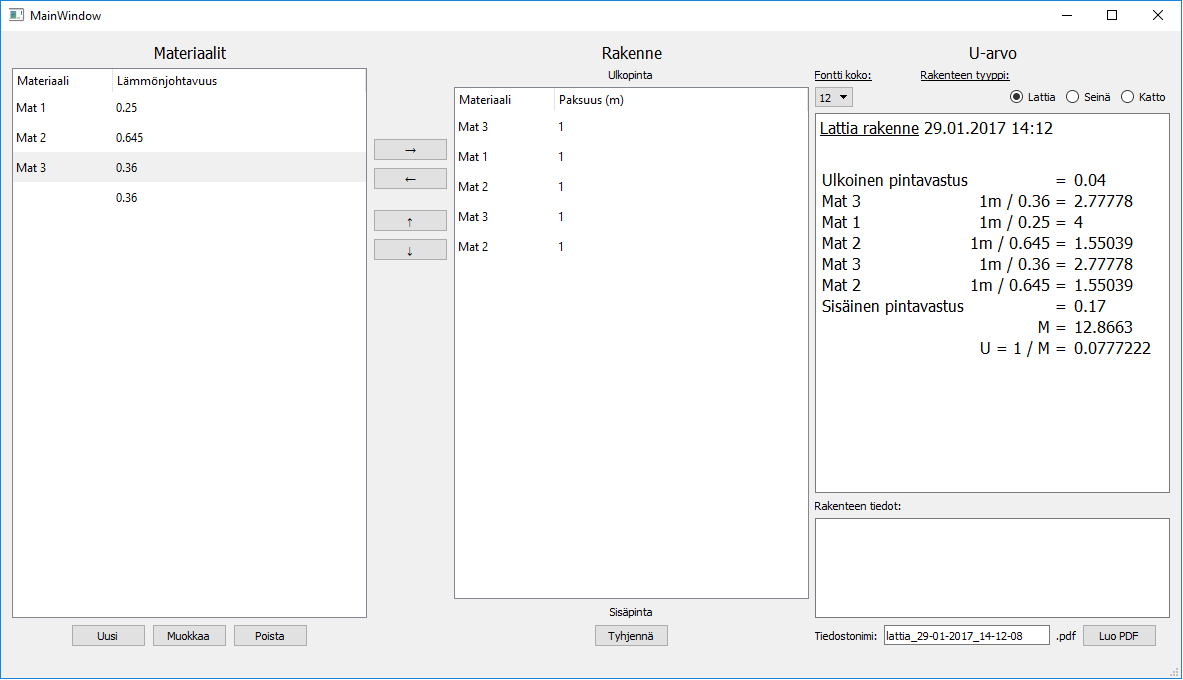 MainWindow
Materiaalit
Materiaali Lämmönjohtavuus
Mat 1 0.25
Mat 2 0.645
Mat 3 0.36
0.36
Uusi Muokkaa Poista
→
←
↑
↓
Rakenne
Ulkopinta
Materiaali Paksuus (m)
Mat 3 1
Mat 1 1
Mat 2 1
Mat 3 1
Mat 2 1
Sisäpinta
Tyhjennä
U-arvo
Fontti koko: Rakenteen tyyppi:
12 Lattia Seinä Katto
Lattia rakenne 29.01.2017 14:12
Ulkoinen pintavastus = 0.04
Mat 3 1m / 0.36 = 2.77778
Mat 1 1m / 0.25 = 4
Mat 2 1m / 0.645 = 1.55039
Mat 3 1m / 0.36 = 2.77778
Mat 2 1m / 0.645 = 1.55039
Sisäinen pintavastus = 0.17
M = 12.8663
U = 1 / M = 0.0777222
Rakenteen tiedot:
Tiedostonimi: lattia_29-01-2017_14-12-08 .pdf Luo PDF